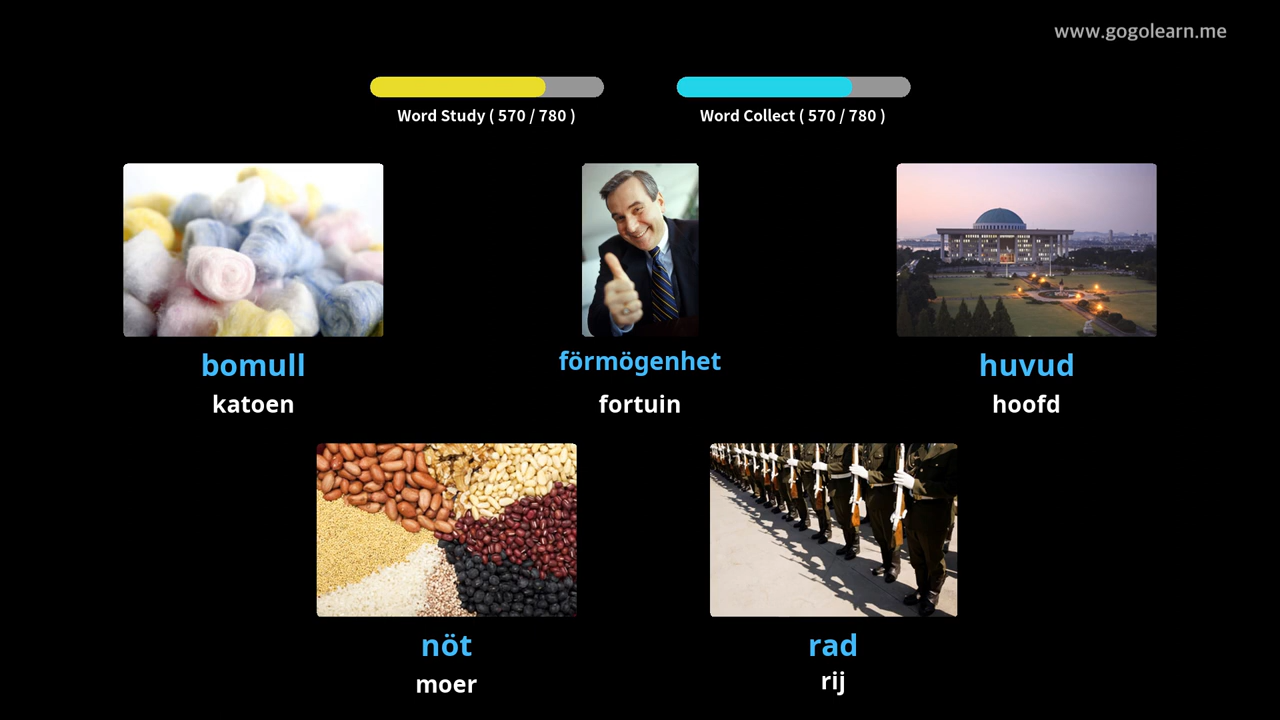 www.gogolearn.me
Word Study ( 570 / 780 )
Word Collect ( 570 / 780 )
bomull
förmögenhet
huvud
katoen
fortuin
hoofd
nöt
rad
moer
rij